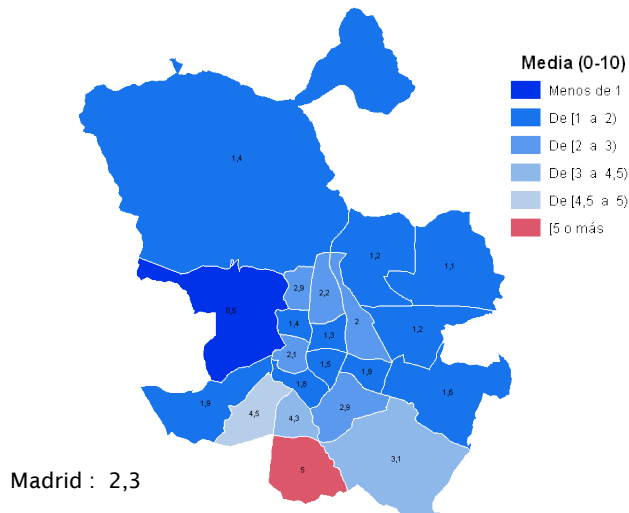 Media (0-10)
Menos de 1
De [1 a 2)
De [2 a 3)
De [3 a 4,5)
De [4,5 a 5)
[5 o más
1,4
1,2
1,1
2,9
2,2
2
0,5
1,4
1,3
1,2
2,1
1,5
1,9
1,8
1,6
1,9
4,5
4,3
2,9
3,1
5
Madrid : 2,3